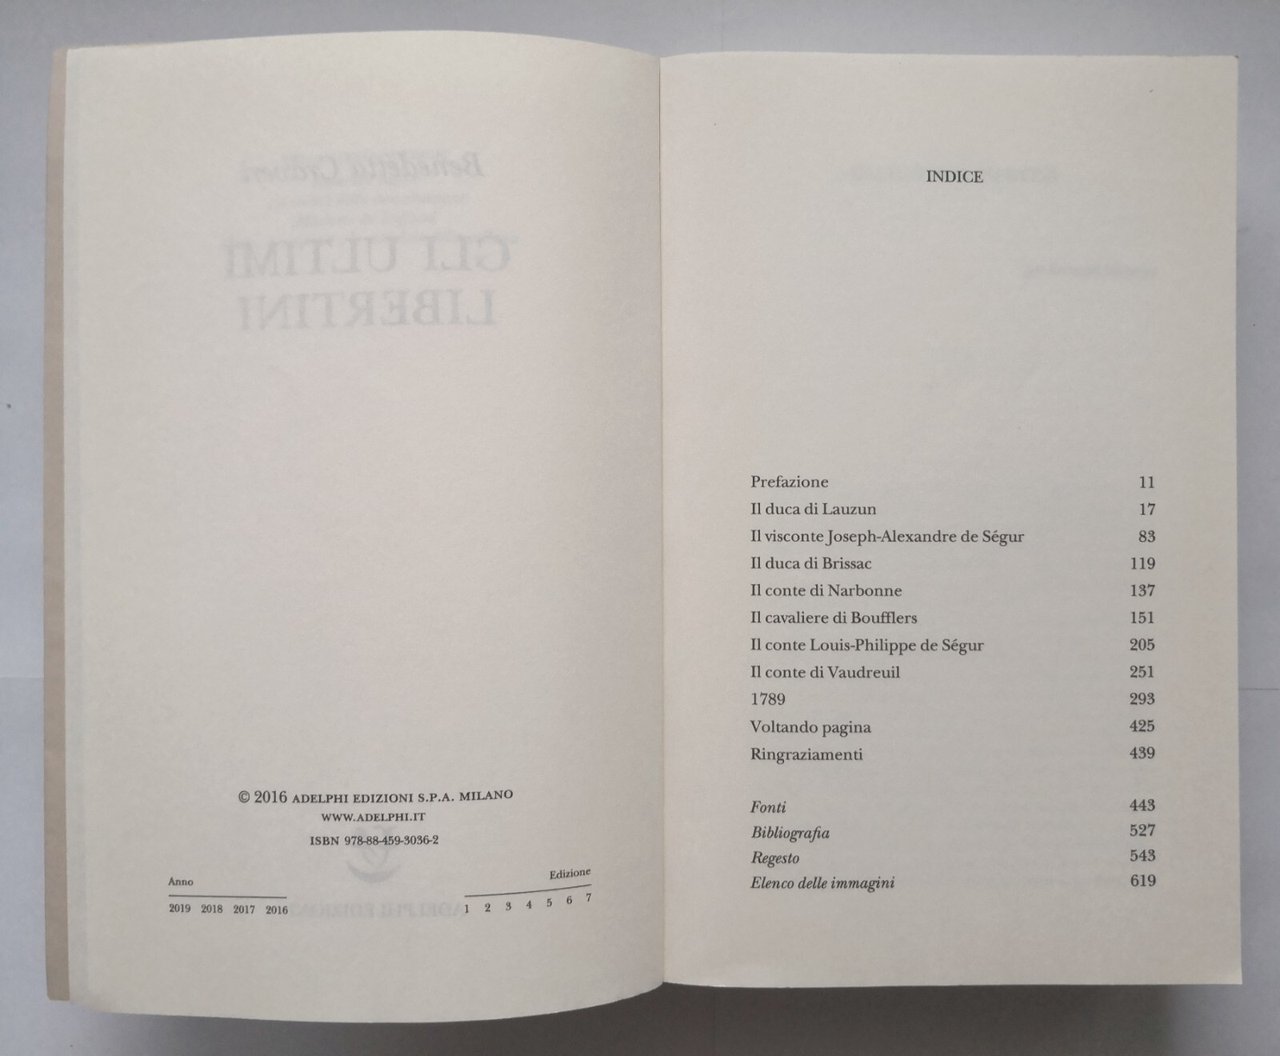 © 2016 ADELPHI EDIZIONI S.P.A. MILANO
WWW.ADELPHI.IT
ISBN 978-88-459-3036-2
Anno
2019 2018 2017 2016
Edizione
1 2 3 4 5 6 7
INDICE
Prefazione 11
Il duca di Lauzun 17
Il visconte Joseph-Alexandre de Ségur 83
Il duca di Brissac 119
Il conte di Narbonne 137
Il cavaliere di Boufflers 151
Il conte Louis-Philippe de Ségur 205
Il conte di Vaudreuil 251
1789 293
Voltando pagina 425
Ringraziamenti 439
Fonti 443
Bibliografia 527
Regesto 543
Elenco delle immagini 619